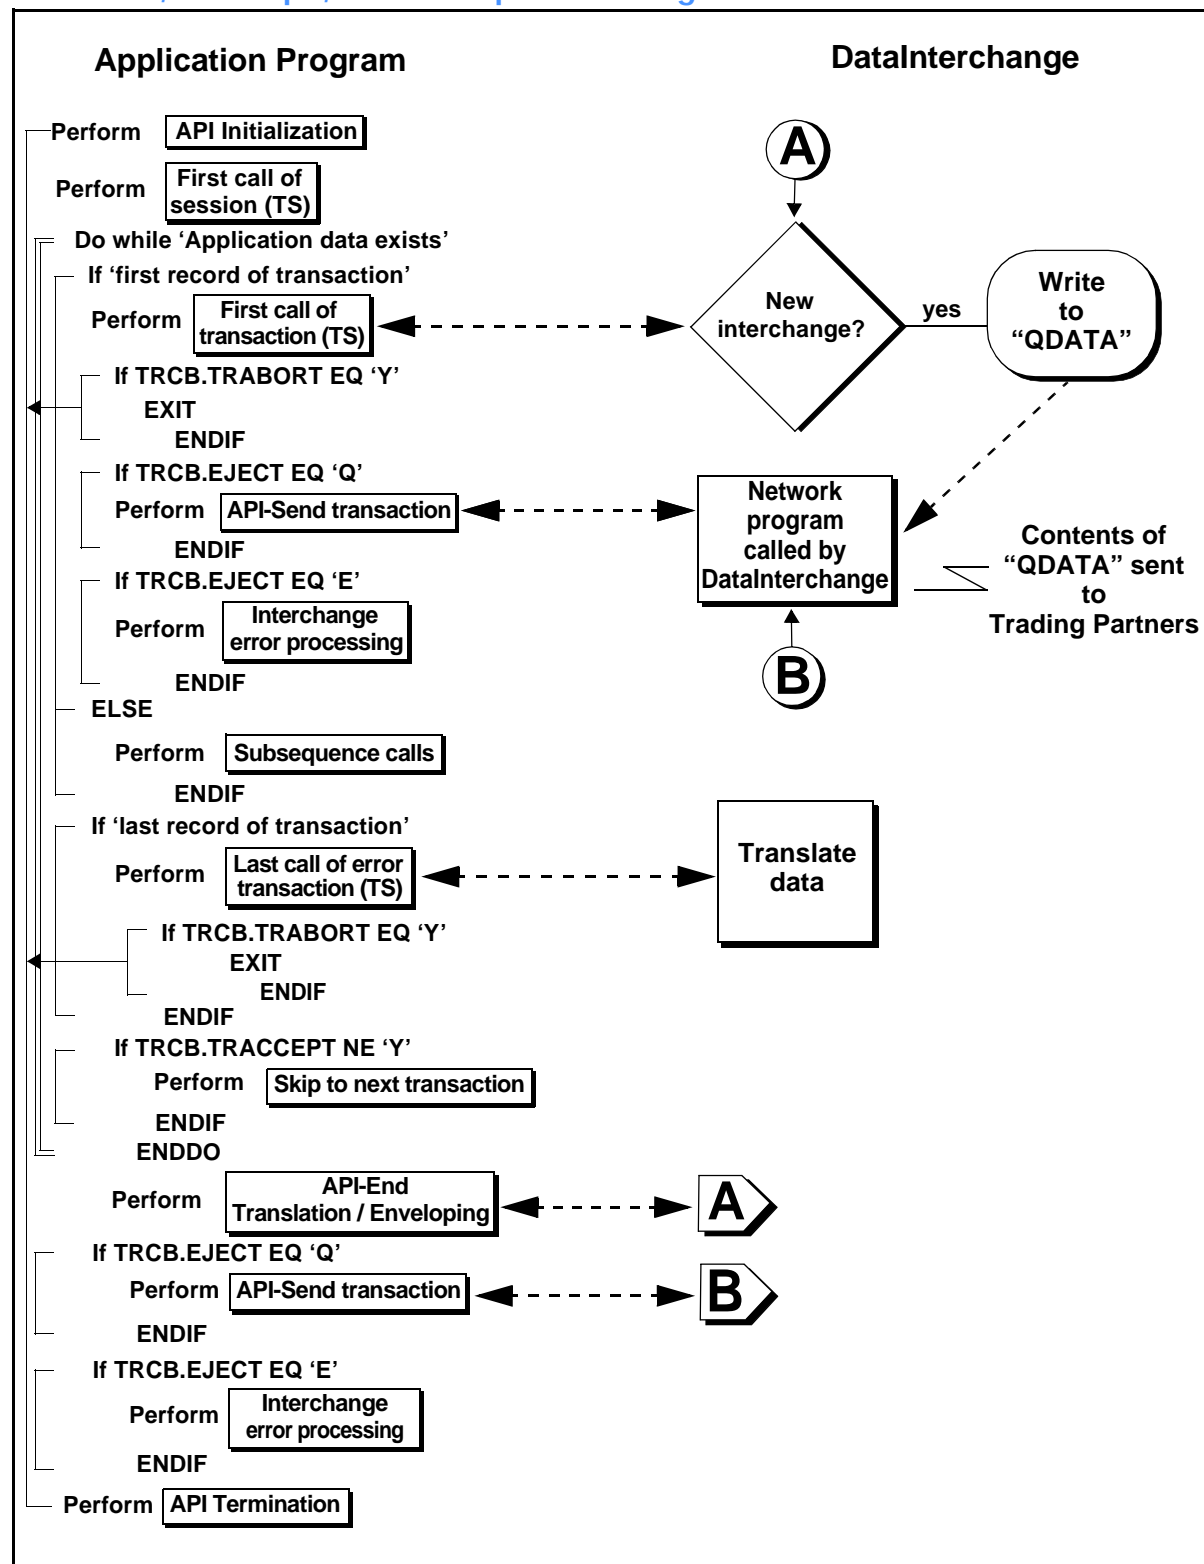 Application Program
Perform API Initialization
Perform First call of
session (TS)
Do while ‘Application data exists’
If ‘first record of transaction’
Perform First call of
transaction (TS)
If TRCB.TRABORT EQ ‘Y’
EXIT
ENDIF
If TRCB.EJECT EQ ‘Q’
Perform API-Send transaction
ENDIF
If TRCB.EJECT EQ ‘E’
Perform Interchange
error processing
ENDIF
ELSE
Perform Subsequence calls
ENDIF
If ‘last record of transaction’
Perform Last call of error
transaction (TS)
If TRCB.TRABORT EQ ‘Y’
EXIT
ENDIF
ENDIF
If TRCB.TRACCEPT NE ‘Y’
Perform Skip to next transaction
ENDIF
ENDDO
Perform API-End
Translation / Enveloping
If TRCB.EJECT EQ ‘Q’
Perform API-Send transaction
ENDIF
If TRCB.EJECT EQ ‘E’
Perform Interchange
error processing
ENDIF
Perform API Termination
DataInterchange
A
New
interchange?
yes
Write
to
“QDATA”
Network
program
called by
DataInterchange
Contents of
“QDATA” sent
to
Trading Partners
B
Translate
data
A
B